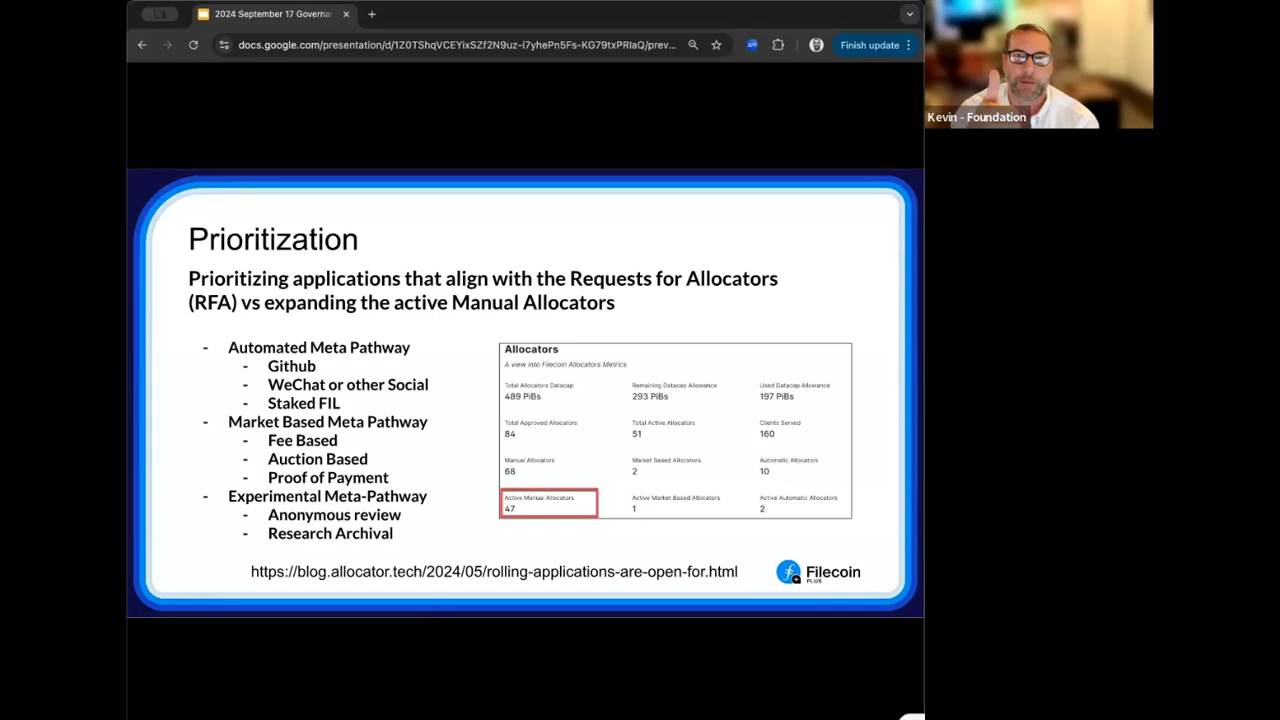 2024 September 17 Governa
docs.google.com/presentation/d/1Z0TShqVCEYixSZf2N9uz-i7yhePn5Fs-KG79txPRIaQ/prev...
Finish update
Kevin - Foundation
Prioritization
Prioritizing applications that align with the Requests for Allocators
(RFA) vs expanding the active Manual Allocators
- Automated Meta Pathway
- Github
- WeChat or other Social
- Staked FIL
- Market Based Meta Pathway
- Fee Based
- Auction Based
- Proof of Payment
- Experimental Meta-Pathway
- Anonymous review
- Research Archival
Allocators
A view into Filecoin Allocators Metrics
Total Allocators Datacap Remaining Datacap Allowance Used Datacap Allowance
489 PiBs 293 PiBs 197 PiBs
Total Approved Allocators Total Active Allocators Clients Served
84 51 160
Manual Allocators Market Based Allocators Automatic Allocators
68 2 10
Active Manual Allocators Active Market Based Allocators Active Automatic Allocators
47 1 2
https://blog.allocator.tech/2024/05/rolling-applications-are-open-for.html
Filecoin
PLUS